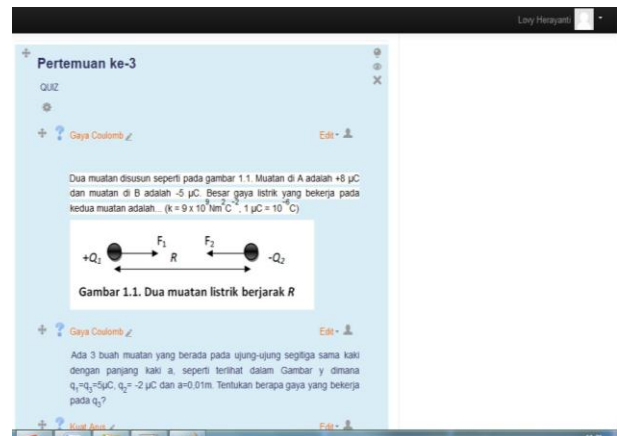 Lovy Herayanti
Pertemuan ke-3
QUIZ
Gaya Coulomb
Edit
Dua muatan disusun seperti pada gambar 1.1. Muatan di A adalah +8 µC
dan muatan di B adalah -5 µC. Besar gaya listrik yang bekerja pada
kedua muatan adalah... (k = 9 x 10⁹Nm²C⁻², 1 µC = 10⁻⁶C)
F₁ F₂
+Q₁ R -Q₂
Gambar 1.1. Dua muatan listrik berjarak R
Gaya Coulomb
Edit
Ada 3 buah muatan yang berada pada ujung-ujung segitiga sama kaki
dengan panjang kaki a, seperti terlihat dalam Gambar y dimana
q₁=q₃=5µC, q₂= -2 µC dan a=0,01m. Tentukan berapa gaya yang bekerja
pada q₃?
Kuat Arus
Edit